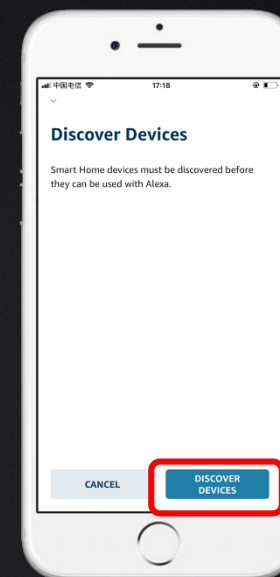 中国电信 17:18
Discover Devices
Smart Home devices must be discovered before
they can be used with Alexa.
CANCEL
DISCOVER
DEVICES